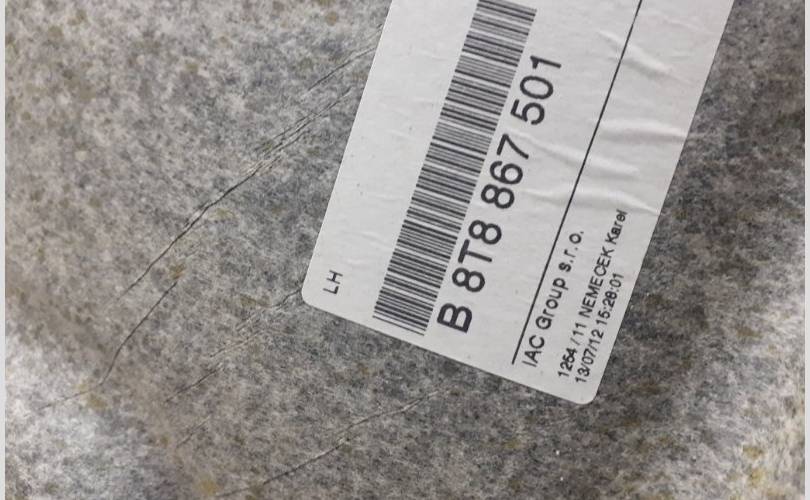 LH
B 8T8 867 501
IAC Group s.r.o.
1264 / 11 NEMECEK Karel
13/07/12 15:28:01